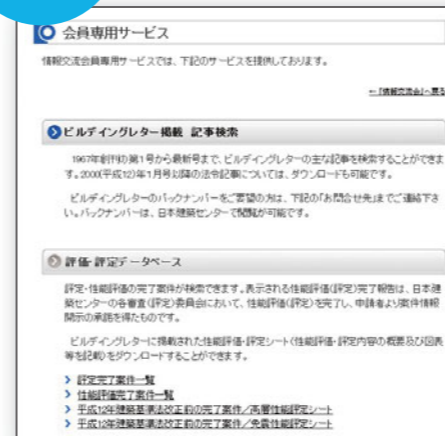 会員専用サービス
情報交流会員専用サービスでは、下記のサービスを提供しております。
←「情報交流会」へ戻る
ビルディングレター掲載 記事検索
1967年創刊の第1号から最新号まで、ビルディングレターの主な記事を検索することができま
す。2000(平成12)年1月号以降の法令記事については、ダウンロードも可能です。
ビルディングレターのバックナンバーをご要望の方は、下記の「お問合せ先」までご連絡下さ
い。バックナンバーは、日本建築センターで閲覧が可能です。
評価・評定データベース
評定・性能評価の完了案件が検索できます。表示される性能評価(評定)完了報告は、日本建
築センターの各審査(評定)委員会において、性能評価(評定)を完了し、申請者より案件情報
開示の承諾を得たものです。
ビルディングレターに掲載された性能評価・評定シート(性能評価・評定内容の概要及び図表
等を記載)をダウンロードすることができます。
> 評定完了案件一覧
> 性能評価完了案件一覧
> 平成12年建築基準法改正前の完了案件/高層性能評定シート
> 平成12年建築基準法改正前の完了案件/免震性能評定シート